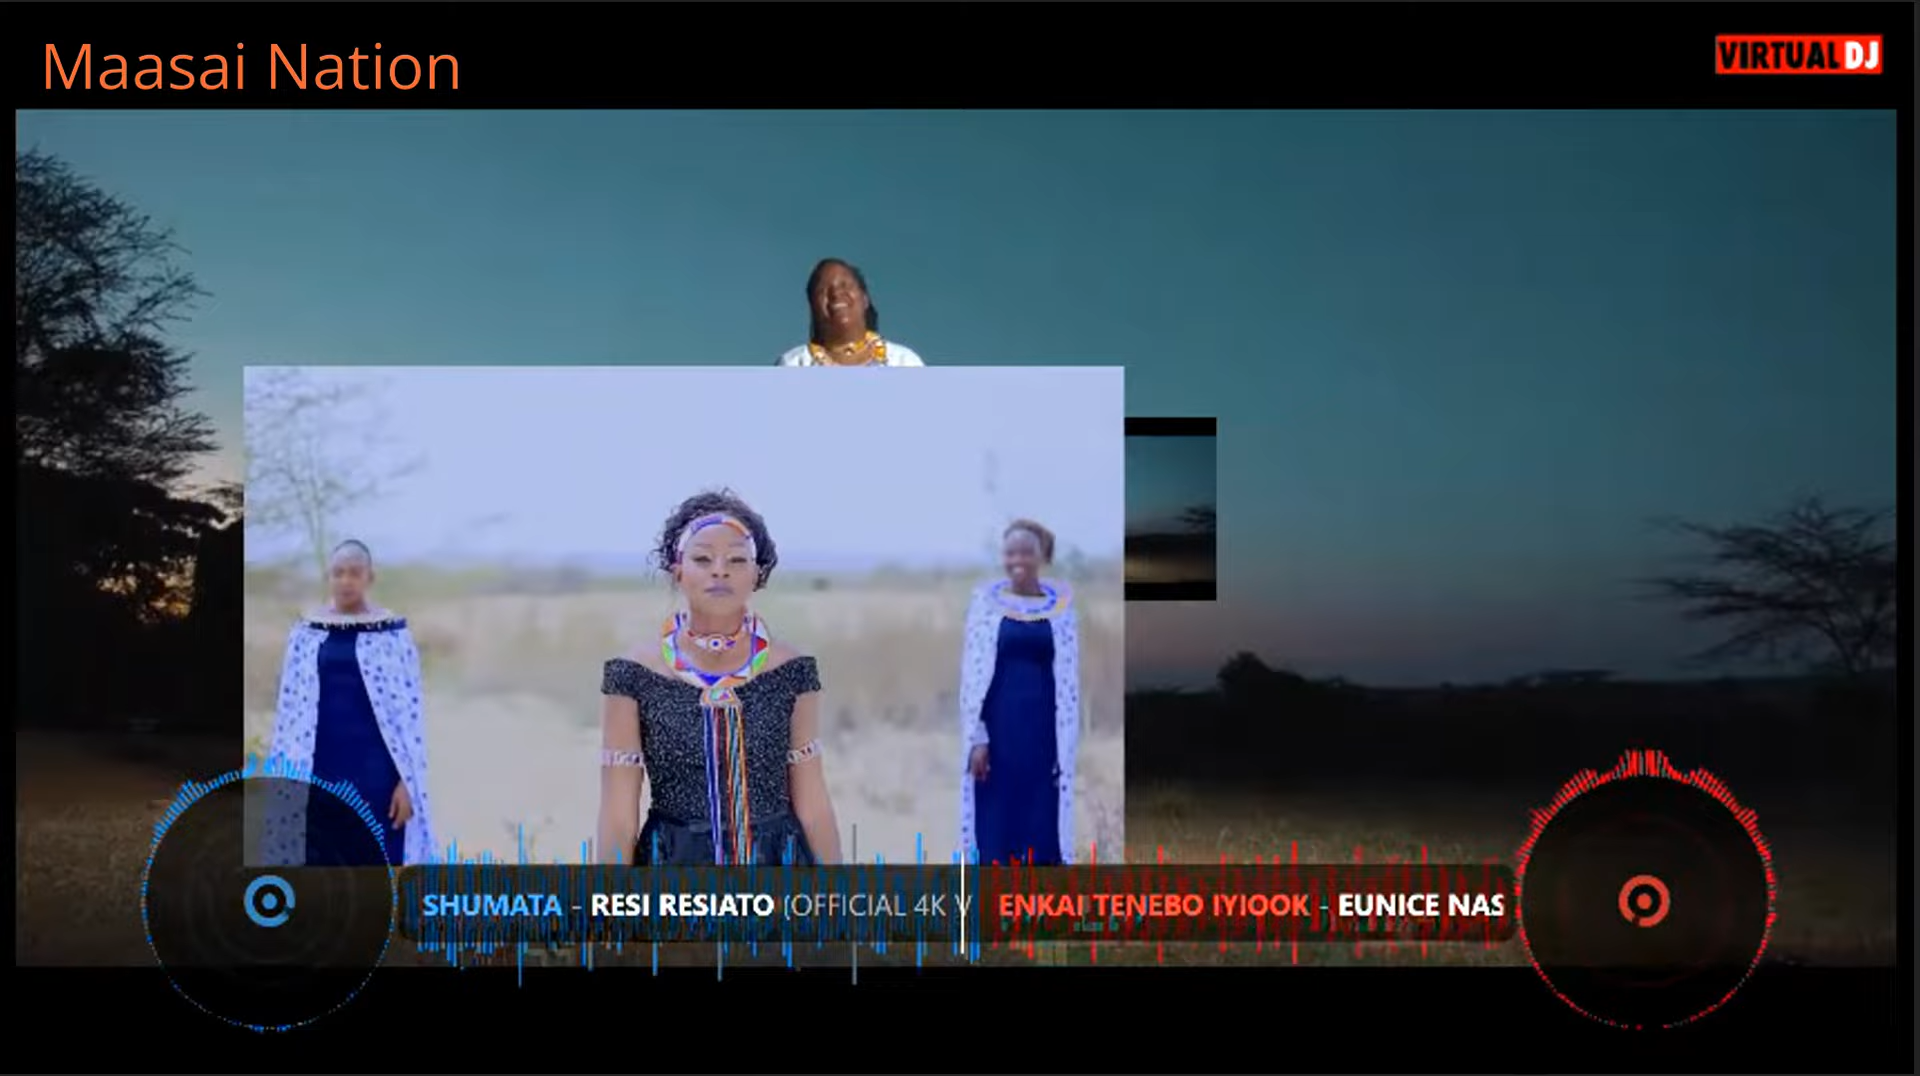 Maasai Nation
VIRTUAL DJ
SHUMATA - RESI RESIATO (OFFICIAL 4K V
ENKAI TENEBO IYIOOK - EUNICE NAS